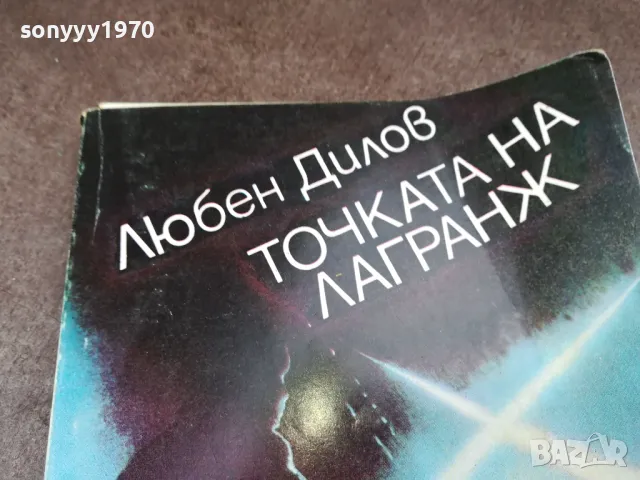 sonyyy1970
Любен Дилов
ТОЧКАТА НА
ЛАГРАНЖ
BAZAR